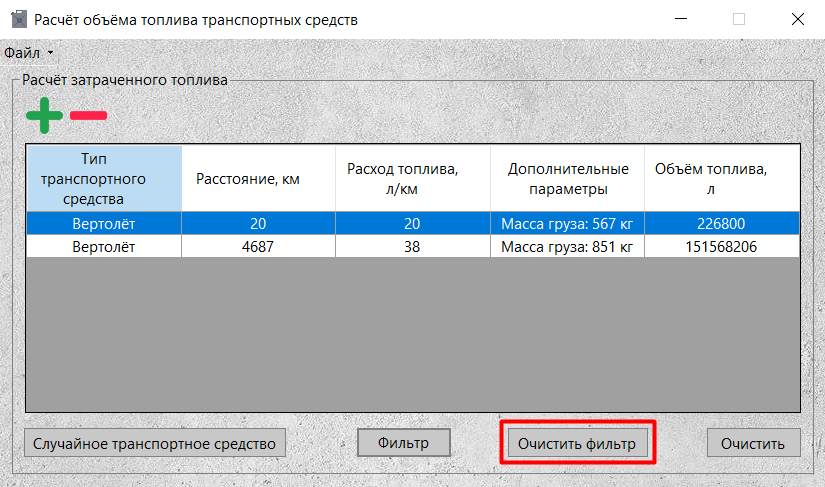 Расчёт объёма топлива транспортных средств
Файл
Расчёт затраченного топлива
Тип транспортного средства
Расстояние, км
Расход топлива, л/км
Дополнительные параметры
Объём топлива, л
Вертолёт 20 20 Масса груза: 567 кг 226800
Вертолёт 4687 38 Масса груза: 851 кг 151568206
Случайное транспортное средство
Фильтр
Очистить фильтр
Очистить